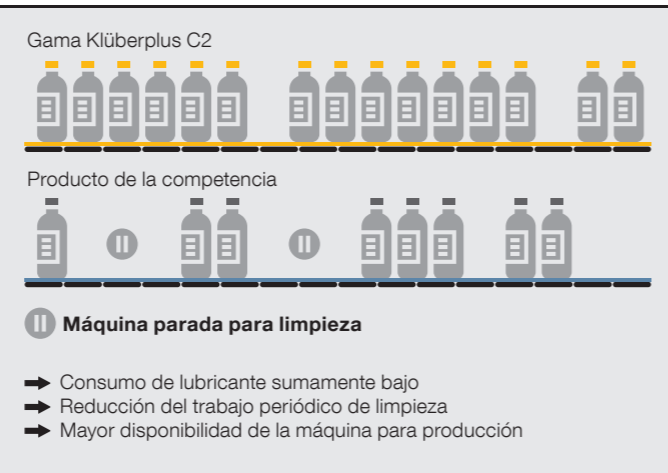 Gama Klüberplus C2
Producto de la competencia
Máquina parada para limpieza
Consumo de lubricante sumamente bajo
Reducción del trabajo periódico de limpieza
Mayor disponibilidad de la máquina para producción